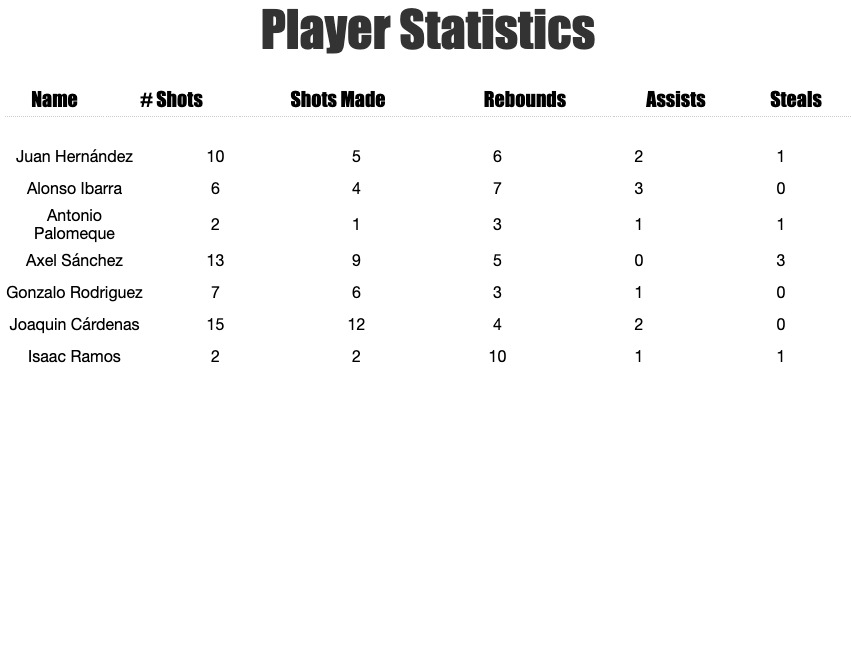 Player Statistics
Name # Shots Shots Made Rebounds Assists Steals
Juan Hernández 10 5 6 2 1
Alonso Ibarra 6 4 7 3 0
Antonio
Palomeque 2 1 3 1 1
Axel Sánchez 13 9 5 0 3
Gonzalo Rodriguez 7 6 3 1 0
Joaquin Cárdenas 15 12 4 2 0
Isaac Ramos 2 2 10 1 1